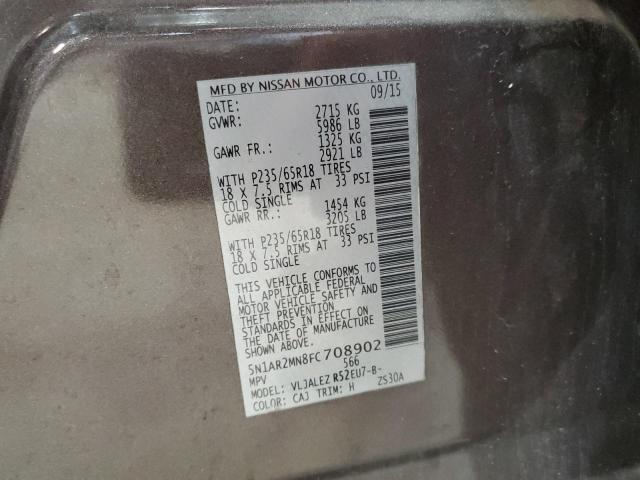 MFD BY NISSAN MOTOR CO., LTD.
DATE: 09/15
GVWR: 2715 KG
5986 LB
GAWR FR.: 1325 KG
2921 LB
WITH P235/65R18 TIRES
18 X 7.5 RIMS AT 33 PSI
COLD SINGLE
GAWR RR.: 1454 KG
3205 LB
WITH P235/65R18 TIRES
18 X 7.5 RIMS AT 33 PSI
COLD SINGLE
THIS VEHICLE CONFORMS TO
ALL APPLICABLE FEDERAL
MOTOR VEHICLE SAFETY AND
THEFT PREVENTION
STANDARDS IN EFFECT ON
THE DATE OF MANUFACTURE
SHOWN ABOVE.
5N1AR2MN8FC708902
MPV 566
MODEL: VLJALEZ R52EU7-B-
COLOR: CAJ TRIM: H ZS30A